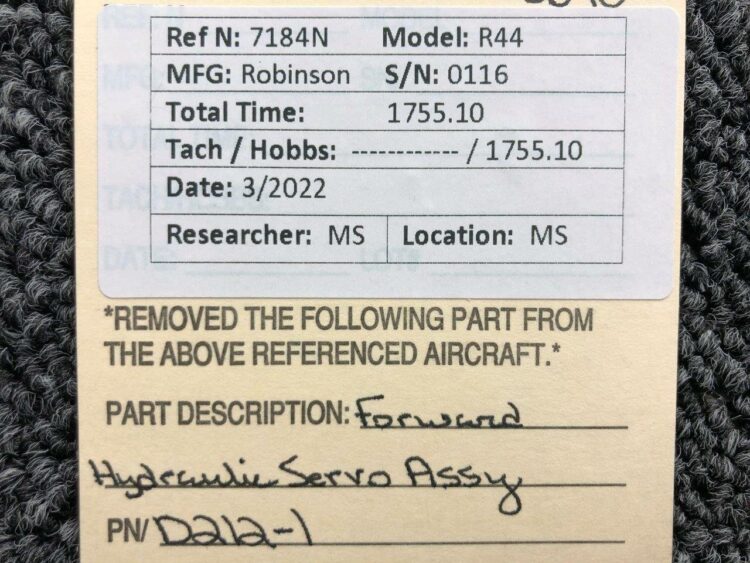 Ref N: 7184N Model: R44
MFG: Robinson S/N: 0116
Total Time: 1755.10
Tach / Hobbs: ------------ / 1755.10
Date: 3/2022
Researcher: MS Location: MS
*REMOVED THE FOLLOWING PART FROM
THE ABOVE REFERENCED AIRCRAFT.*
PART DESCRIPTION: Forward
Hydraulic Servo Assy
PN/ D212-1